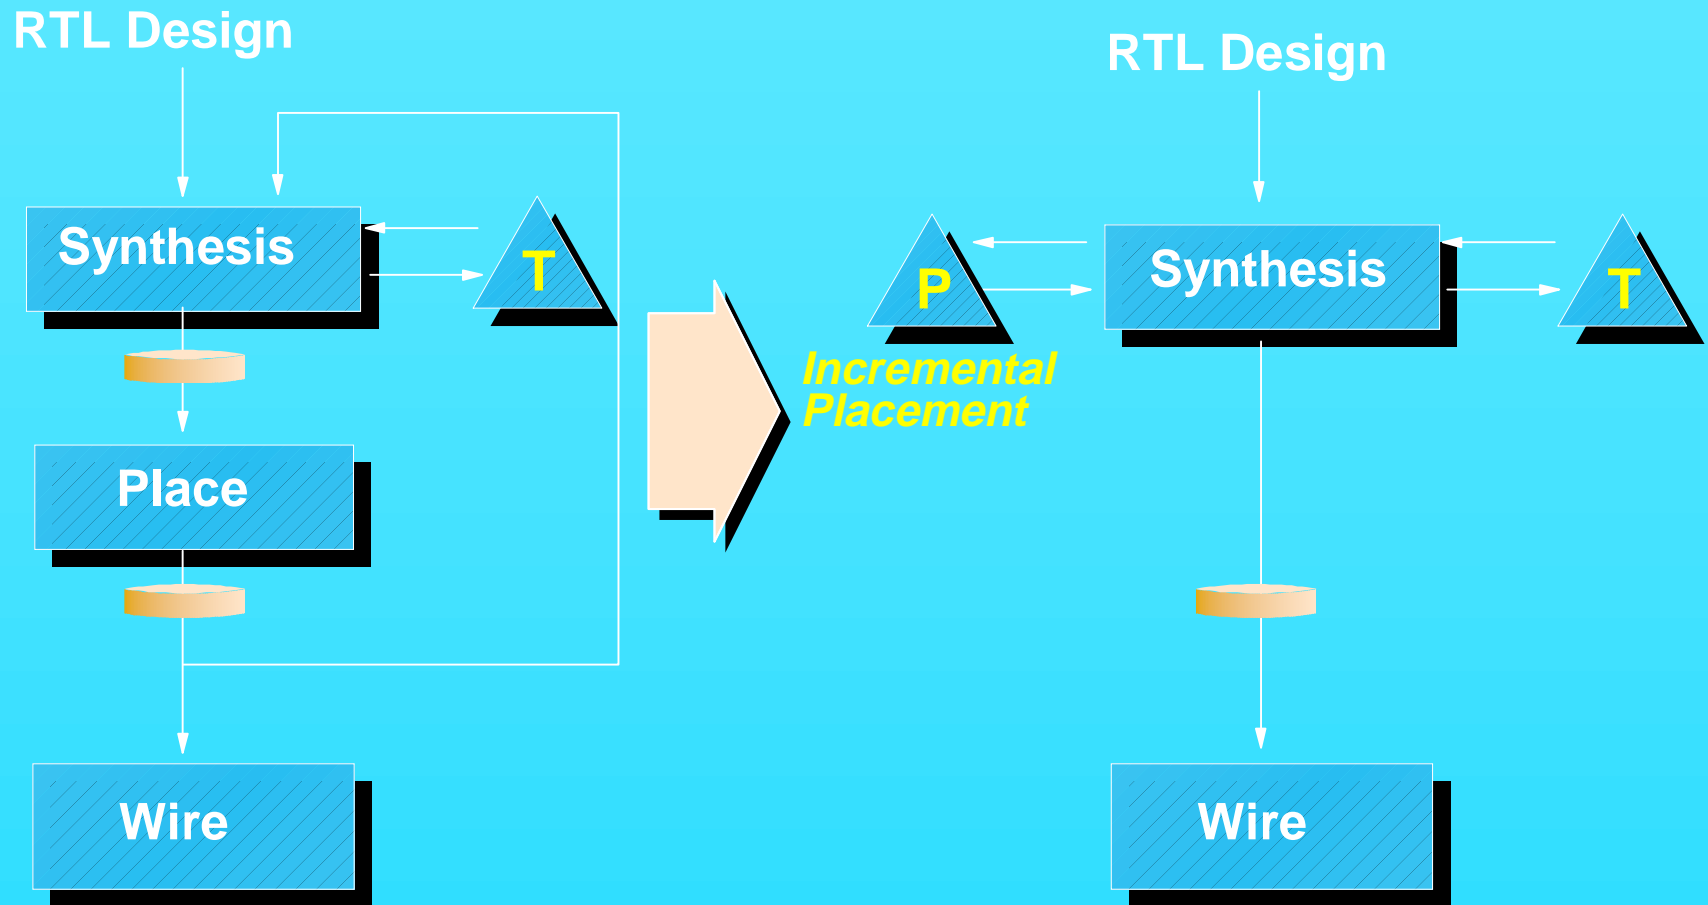 RTL Design
Synthesis
T
Place
Wire
RTL Design
P
Synthesis
T
Incremental
Placement
Wire